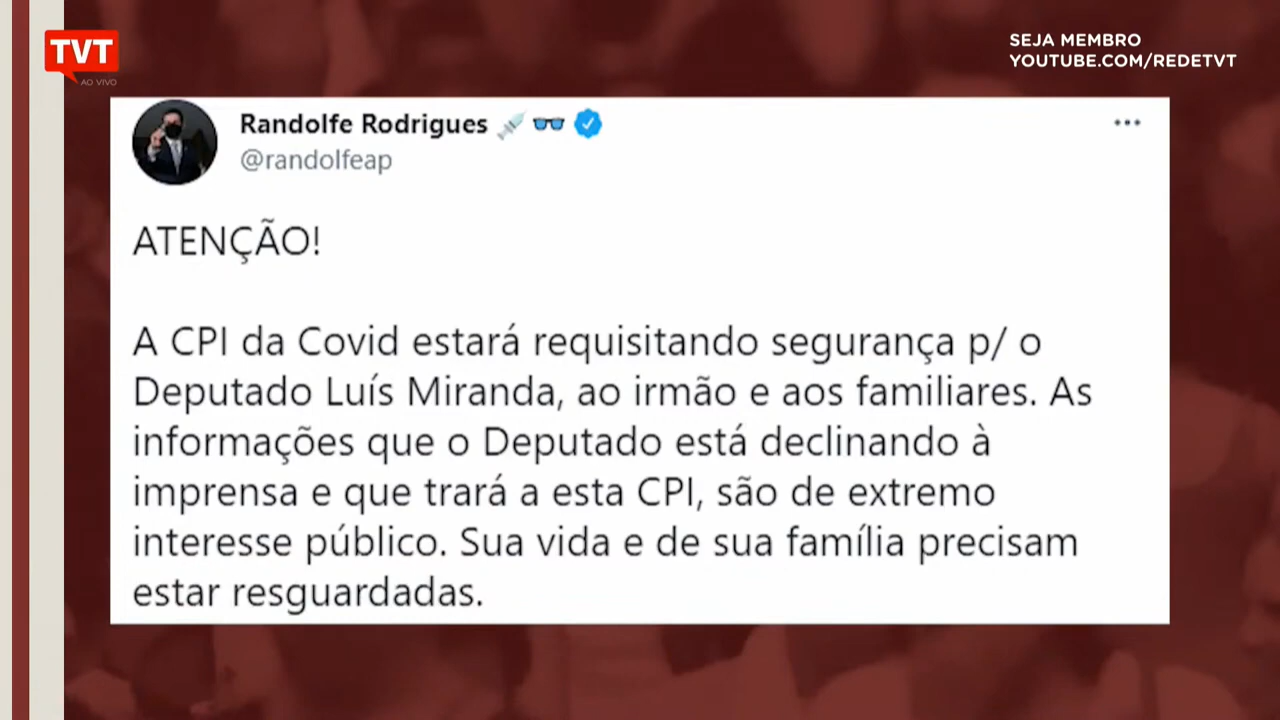 TVT
AO VIVO
SEJA MEMBRO
YOUTUBE.COM/REDETVT
Randolfe Rodrigues
@randolfeap
ATENÇÃO!
A CPI da Covid estará requisitando segurança p/ o
Deputado Luís Miranda, ao irmão e aos familiares. As
informações que o Deputado está declinando à
imprensa e que trará a esta CPI, são de extremo
interesse público. Sua vida e de sua família precisam
estar resguardadas.